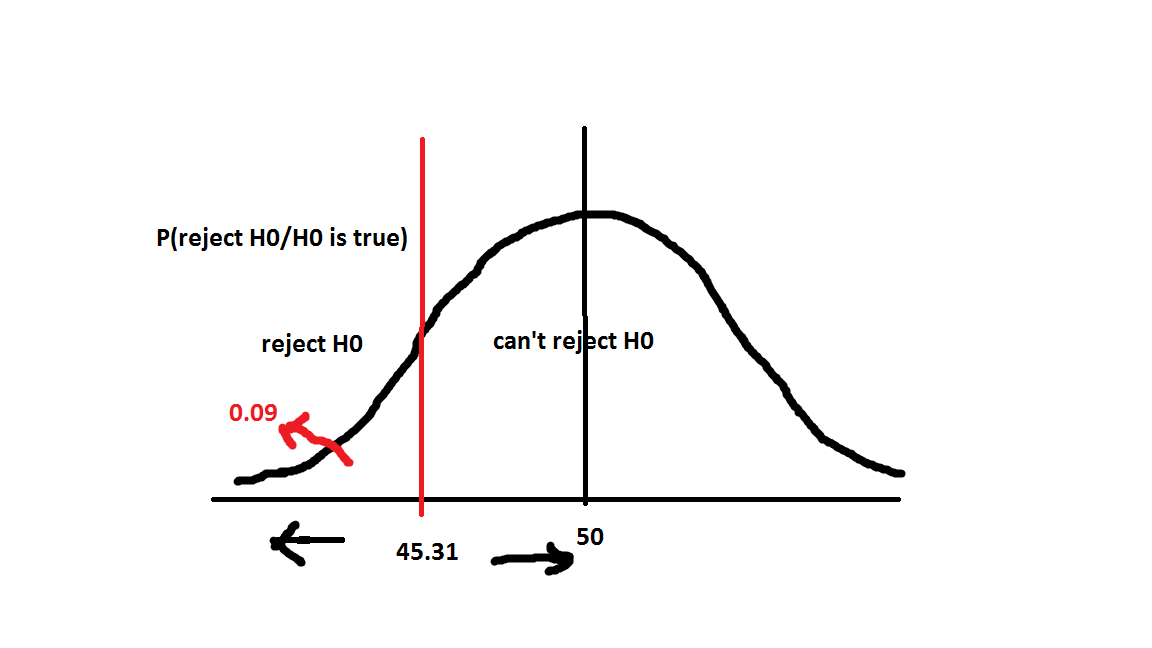 P(reject H0/H0 is true)
reject H0
can't reject H0
0.09
45.31
50